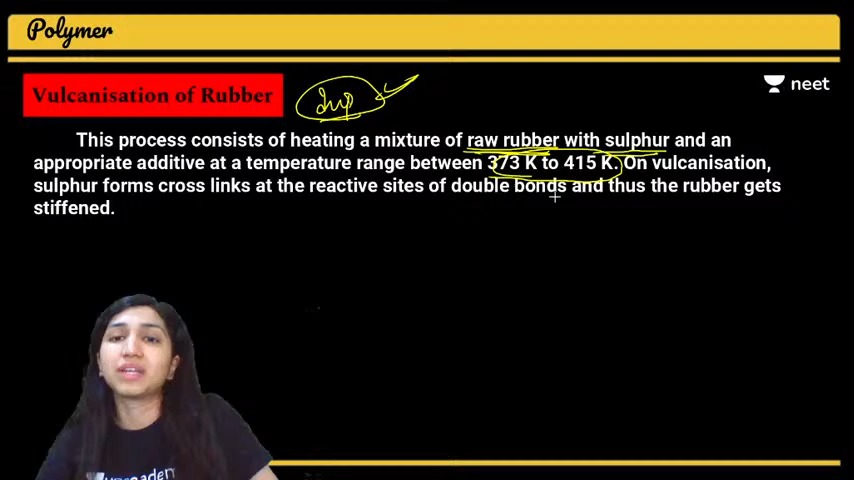 Polymer
Vulcanisation of Rubber
Imp
neet
This process consists of heating a mixture of raw rubber with sulphur and an
appropriate additive at a temperature range between 373 K to 415 K. On vulcanisation,
sulphur forms cross links at the reactive sites of double bonds and thus the rubber gets
stiffened.